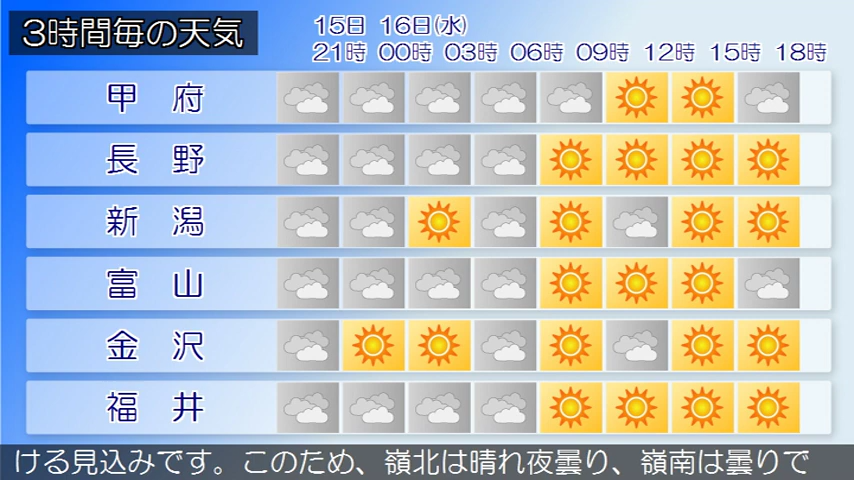 3時間毎の天気
15日 16日(水)
21時 00時 03時 06時 09時 12時 15時 18時
甲 府
長 野
新 潟
富 山
金 沢
福 井
ける見込みです。このため、嶺北は晴れ夜曇り、嶺南は曇りで